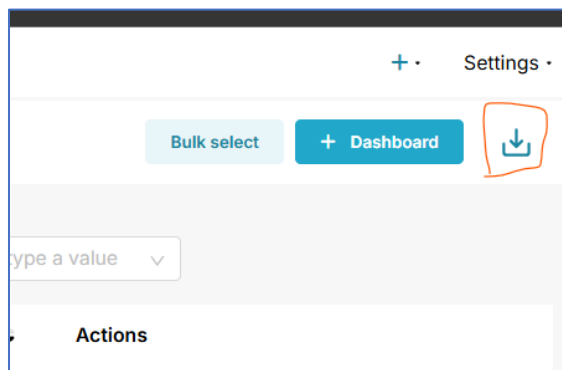 + Settings
Bulk select + Dashboard
type a value
Actions